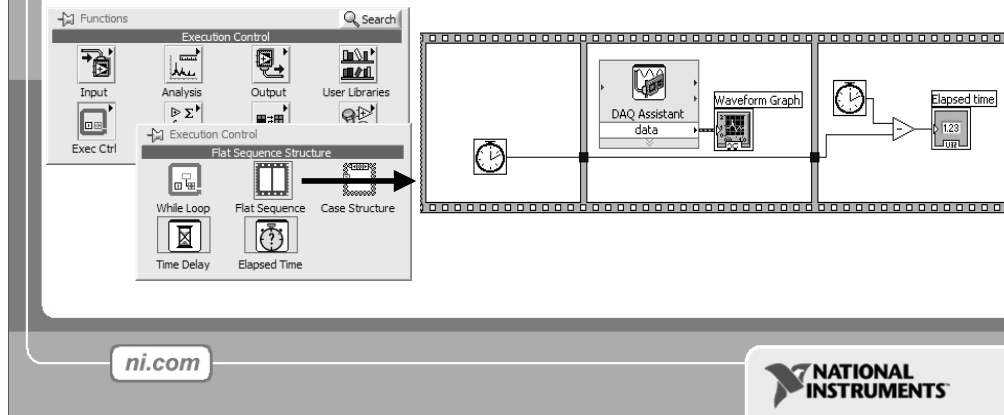 Functions
Search
Execution Control
Input
Analysis
Output
User Libraries
Exec Ctrl
Execution Control
Flat Sequence Structure
While Loop
Flat Sequence
Case Structure
Time Delay
Elapsed Time
DAQ Assistant
data
Waveform Graph
Elapsed time
1.23
ni.com
NATIONAL
INSTRUMENTS